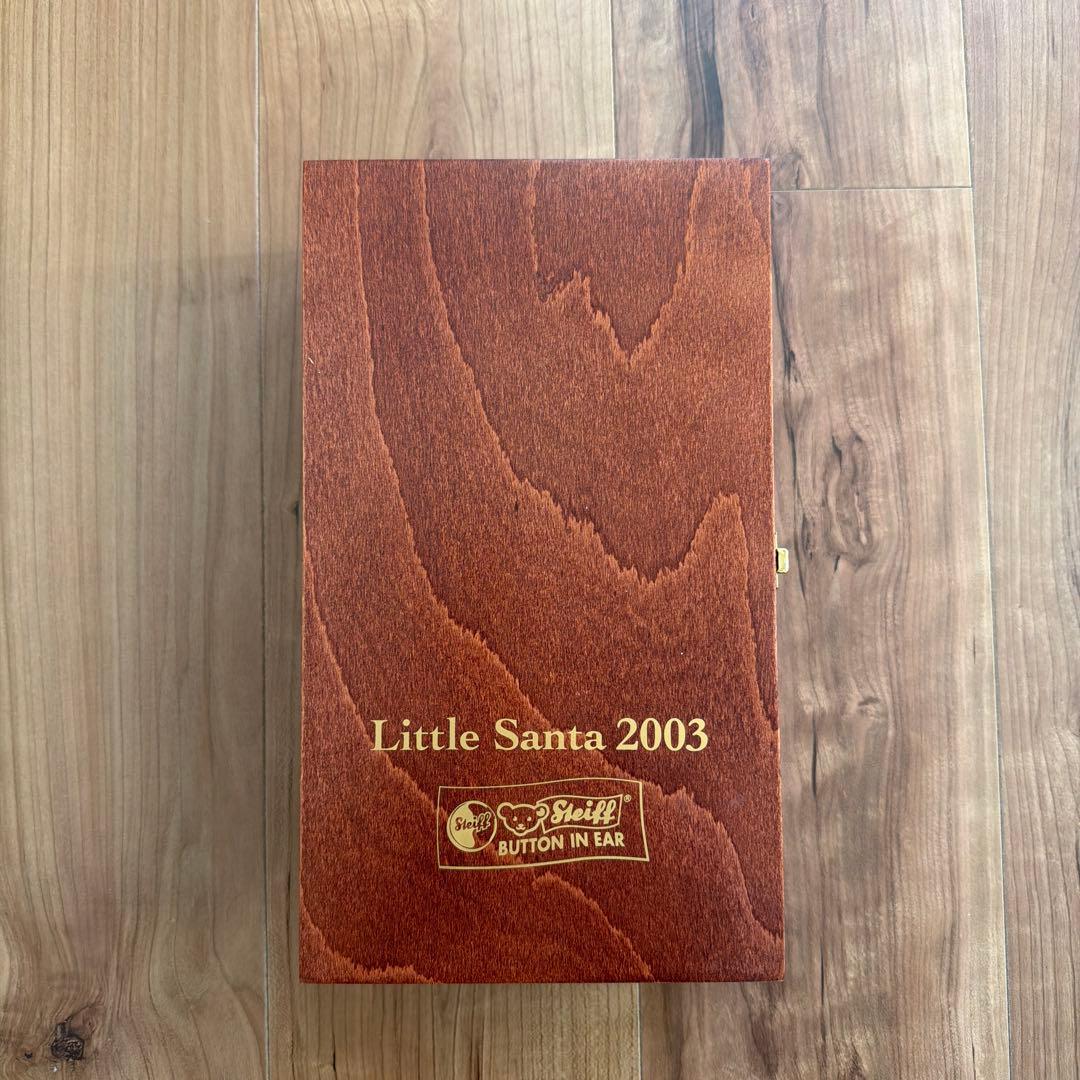 Little Santa 2003
Steiff Steiff®
BUTTON IN EAR